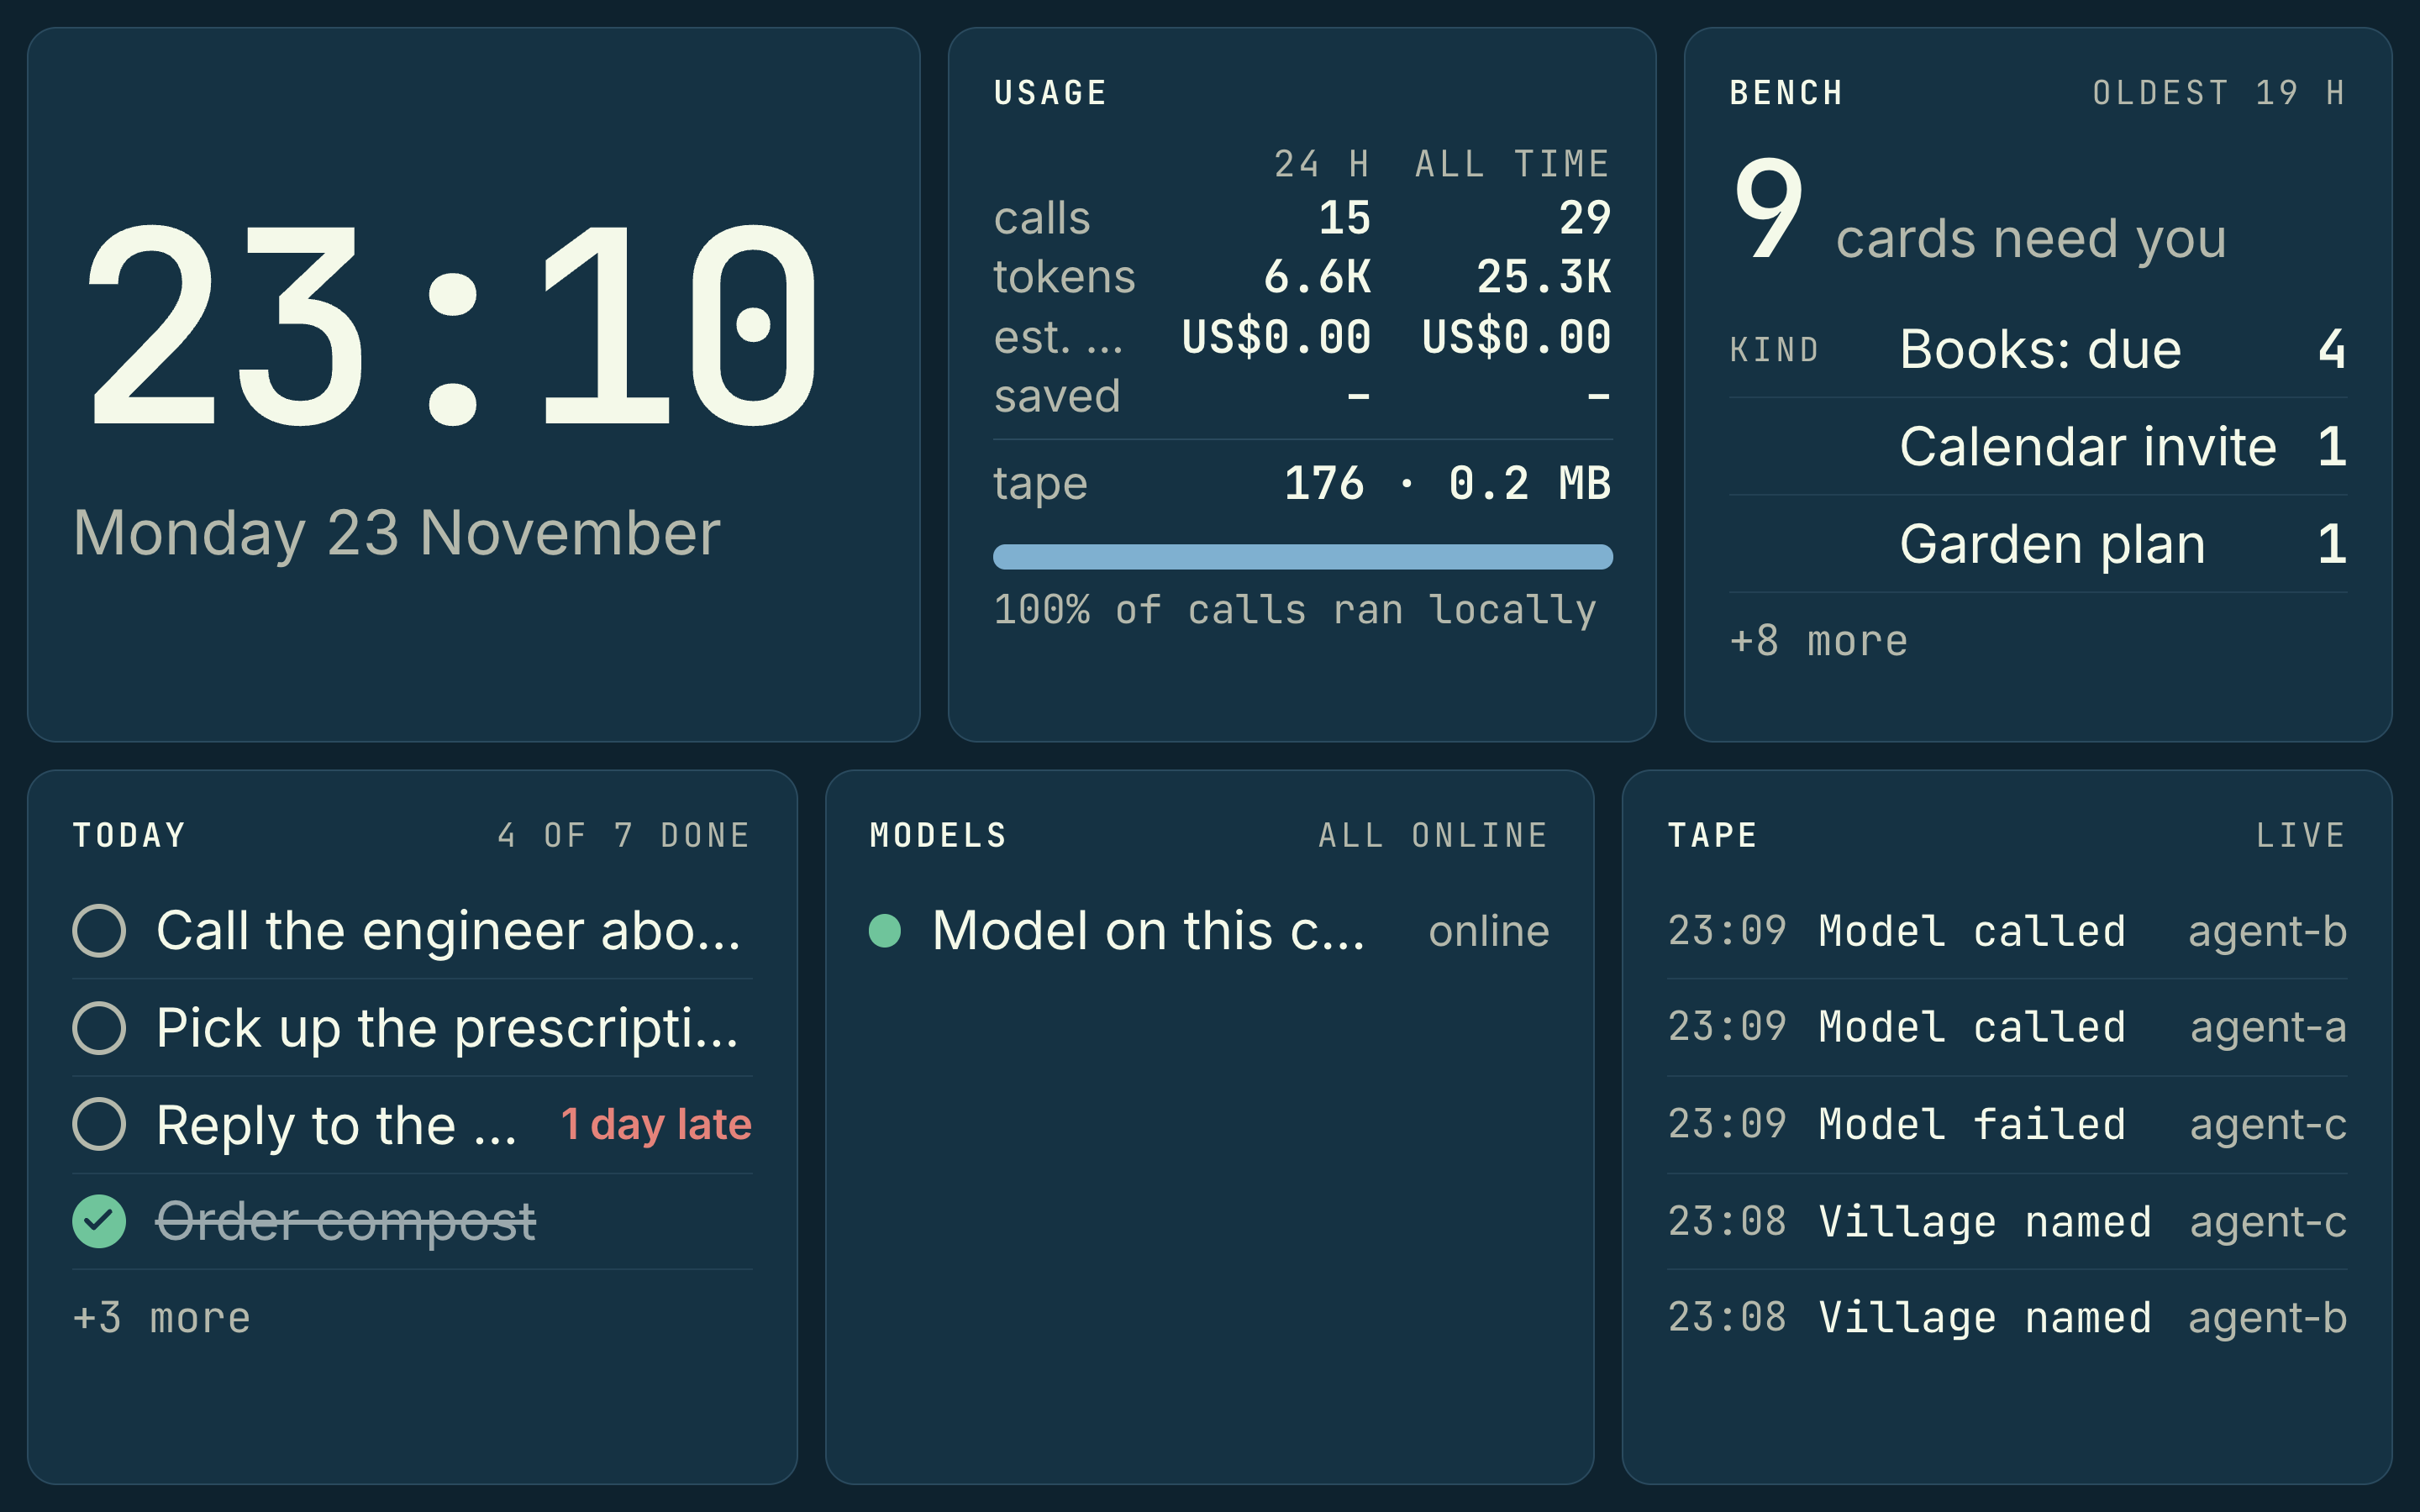 23:10
Monday 23 November
USAGE
24 H ALL TIME
calls 15 29
tokens 6.6K 25.3K
est. … US$0.00 US$0.00
saved – –
tape 176 · 0.2 MB
100% of calls ran locally
BENCH OLDEST 19 H
9 cards need you
KIND Books: due 4
Calendar invite 1
Garden plan 1
+8 more
TODAY 4 OF 7 DONE
Call the engineer abo…
Pick up the prescripti…
Reply to the … 1 day late
Order compost
+3 more
MODELS ALL ONLINE
Model on this c… online
TAPE LIVE
23:09 Model called agent-b
23:09 Model called agent-a
23:09 Model failed agent-c
23:08 Village named agent-c
23:08 Village named agent-b